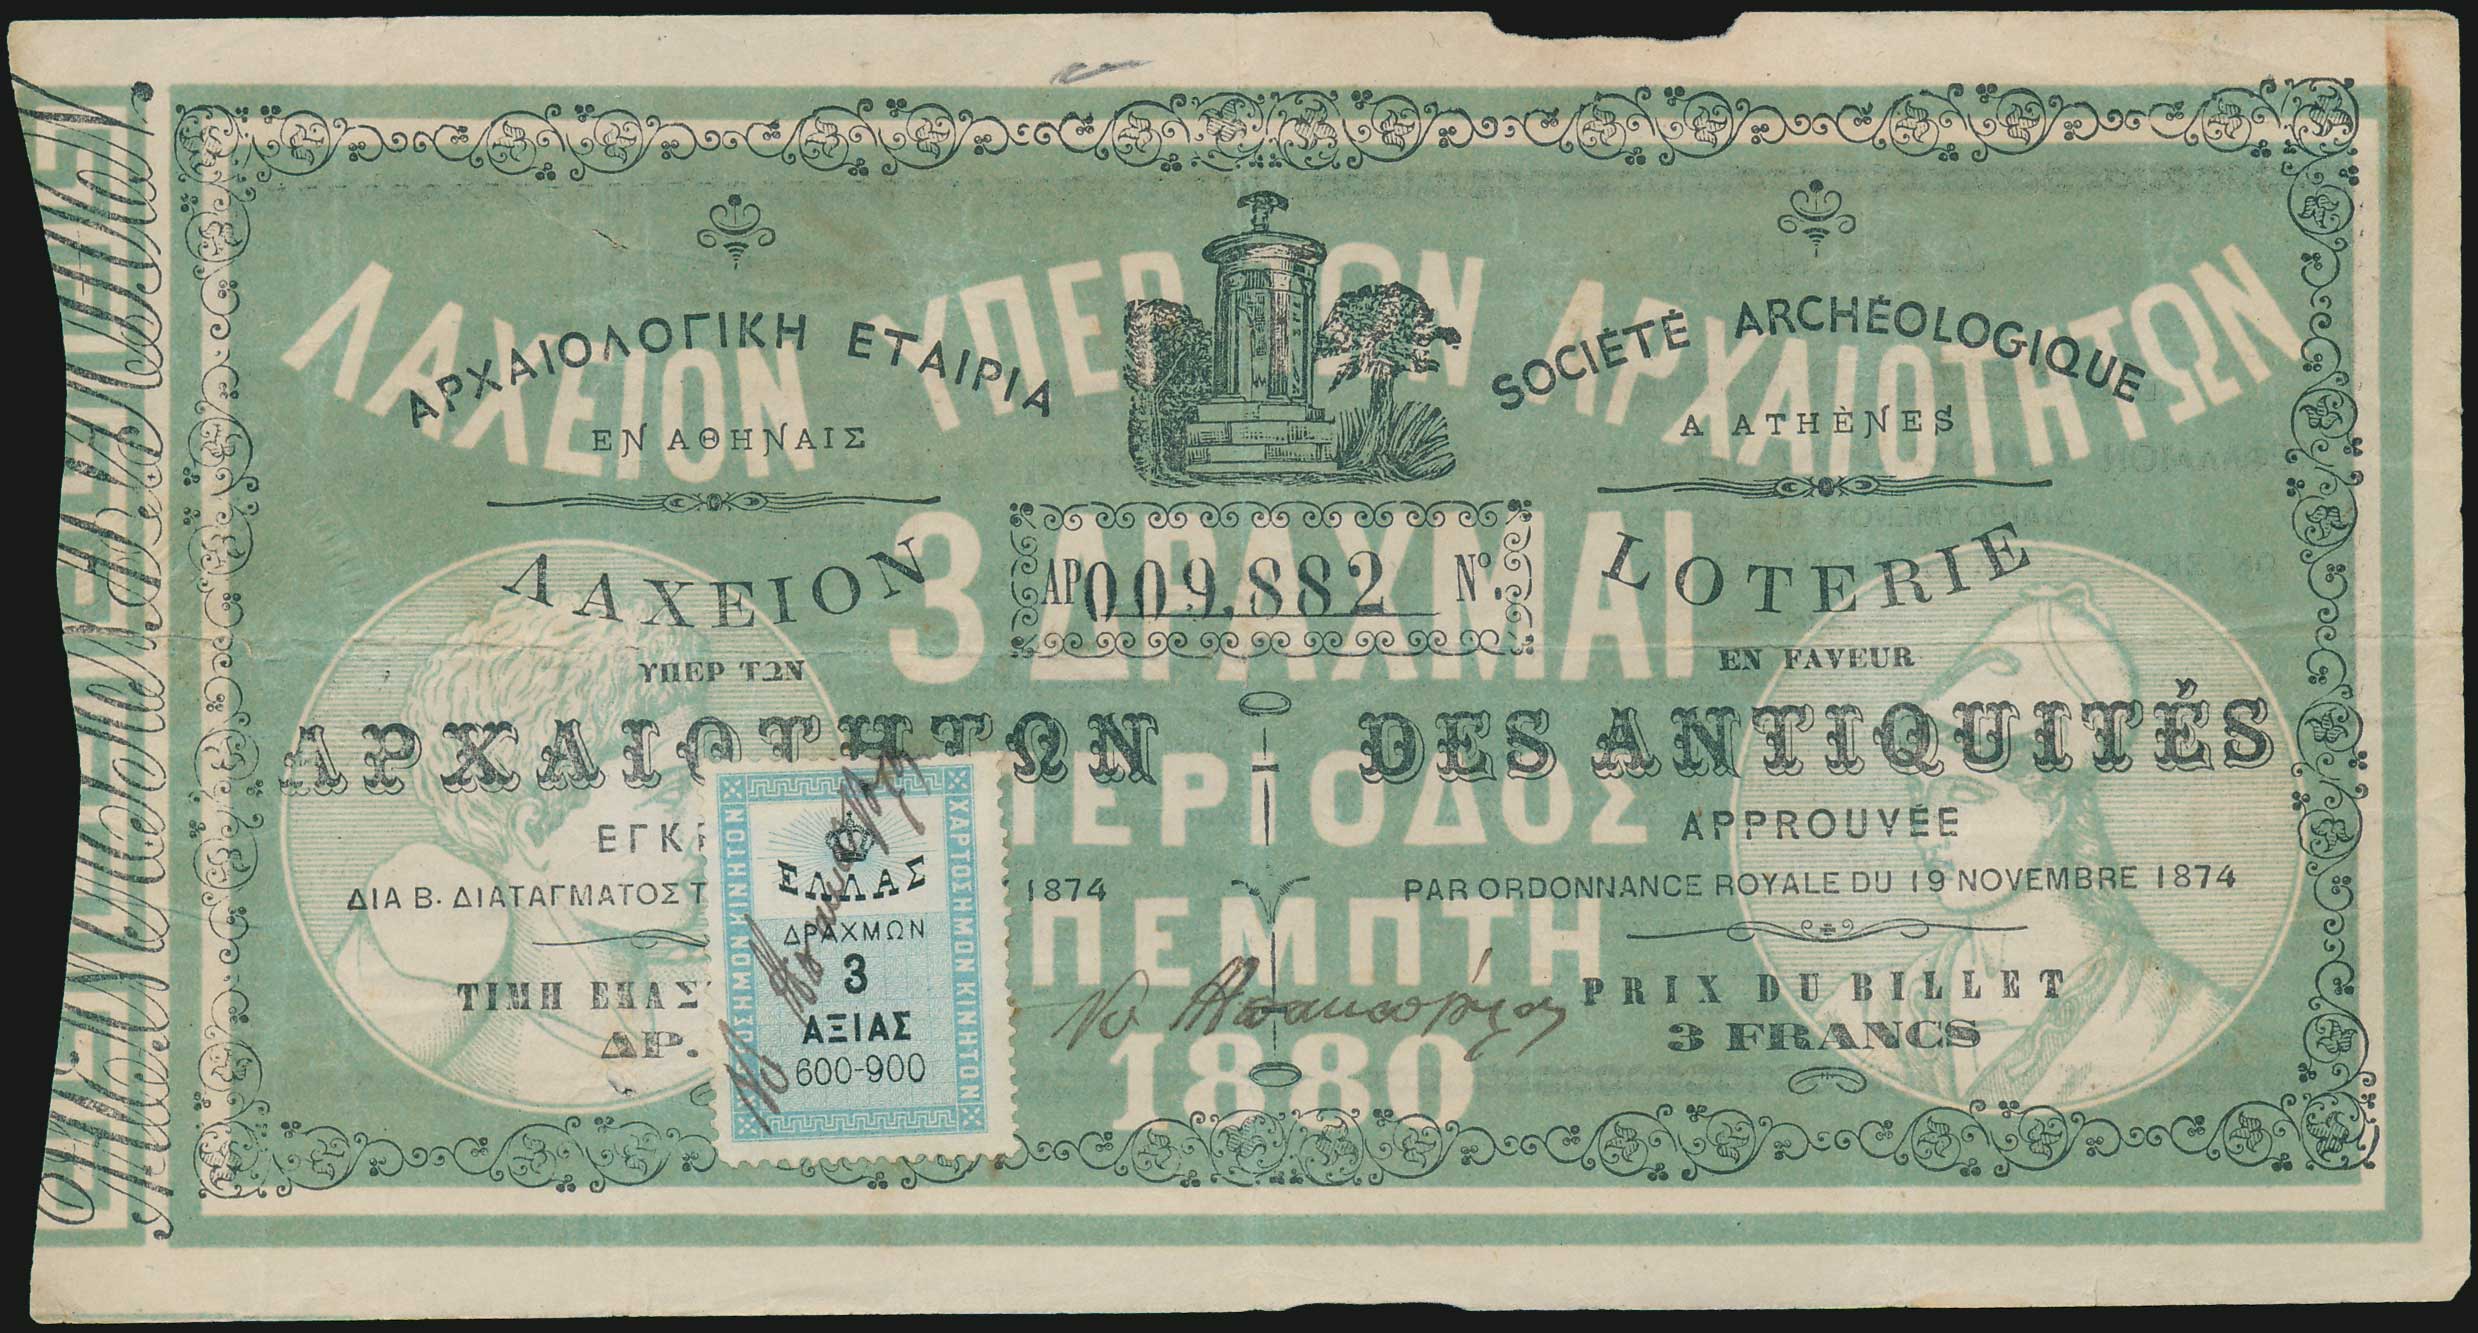 ΛΑΧΕΙΟΝ ΥΠΕΡ ΤΩΝ ΑΡΧΑΙΟΤΗΤΩΝ
ΑΡΧΑΙΟΛΟΓΙΚΗ ΕΤΑΙΡΙΑ
ΕΝ ΑΘΗΝΑΙΣ
SOCIÉTÉ ARCHÉOLOGIQUE
A ATHÈNES
3 ΔΡΑΧΜΑΙ
ΑΡ 009,882 Nº.
ΛΑΧΕΙΟΝ
ΥΠΕΡ ΤΩΝ
ΑΡΧΑΙΟΤΗΤΩΝ
ΔΙΑ Β. ΔΙΑΤΑΓΜΑΤΟΣ 1874
ΤΙΜΗ
ΔΡ.
LOTERIE
EN FAVEUR
DES ANTIQUITÉS
APPROUVÉE
PAR ORDONNANCE ROYALE DU 19 NOVEMBRE 1874
PRIX DU BILLET
3 FRANCS
ΠΕΡΙΟΔΟΣ
ΠΕΜΠΤΗ
1880
ΧΑΡΤΟΣΗΜΟΝ ΚΙΝΗΤΟΝ
ΧΑΡΤΟΣΗΜΟΝ ΚΙΝΗΤΟΝ
ΕΛΛΑΣ
ΔΡΑΧΜΩΝ
3
ΑΞΙΑΣ
600-900